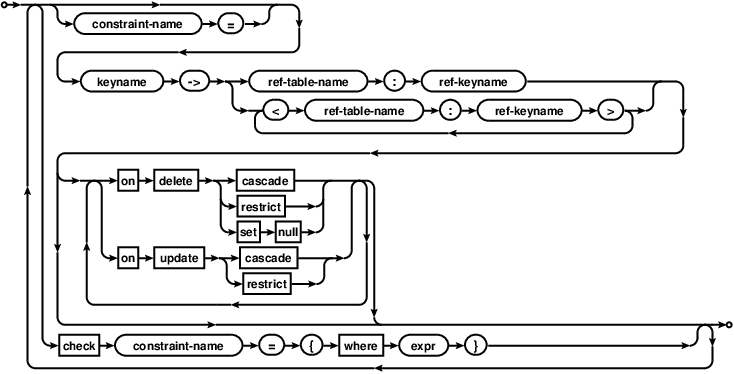 constraint-name =
keyname -> ref-table-name : ref-keyname
< ref-table-name : ref-keyname >
on delete cascade
restrict
set null
on update cascade
restrict
check constraint-name = { where expr }